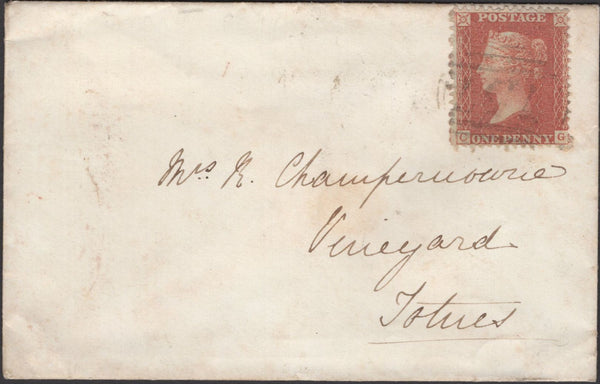 POSTAGE
C ONE PENNY G
Mrs R. Champernowne
Vineyard
Totnes